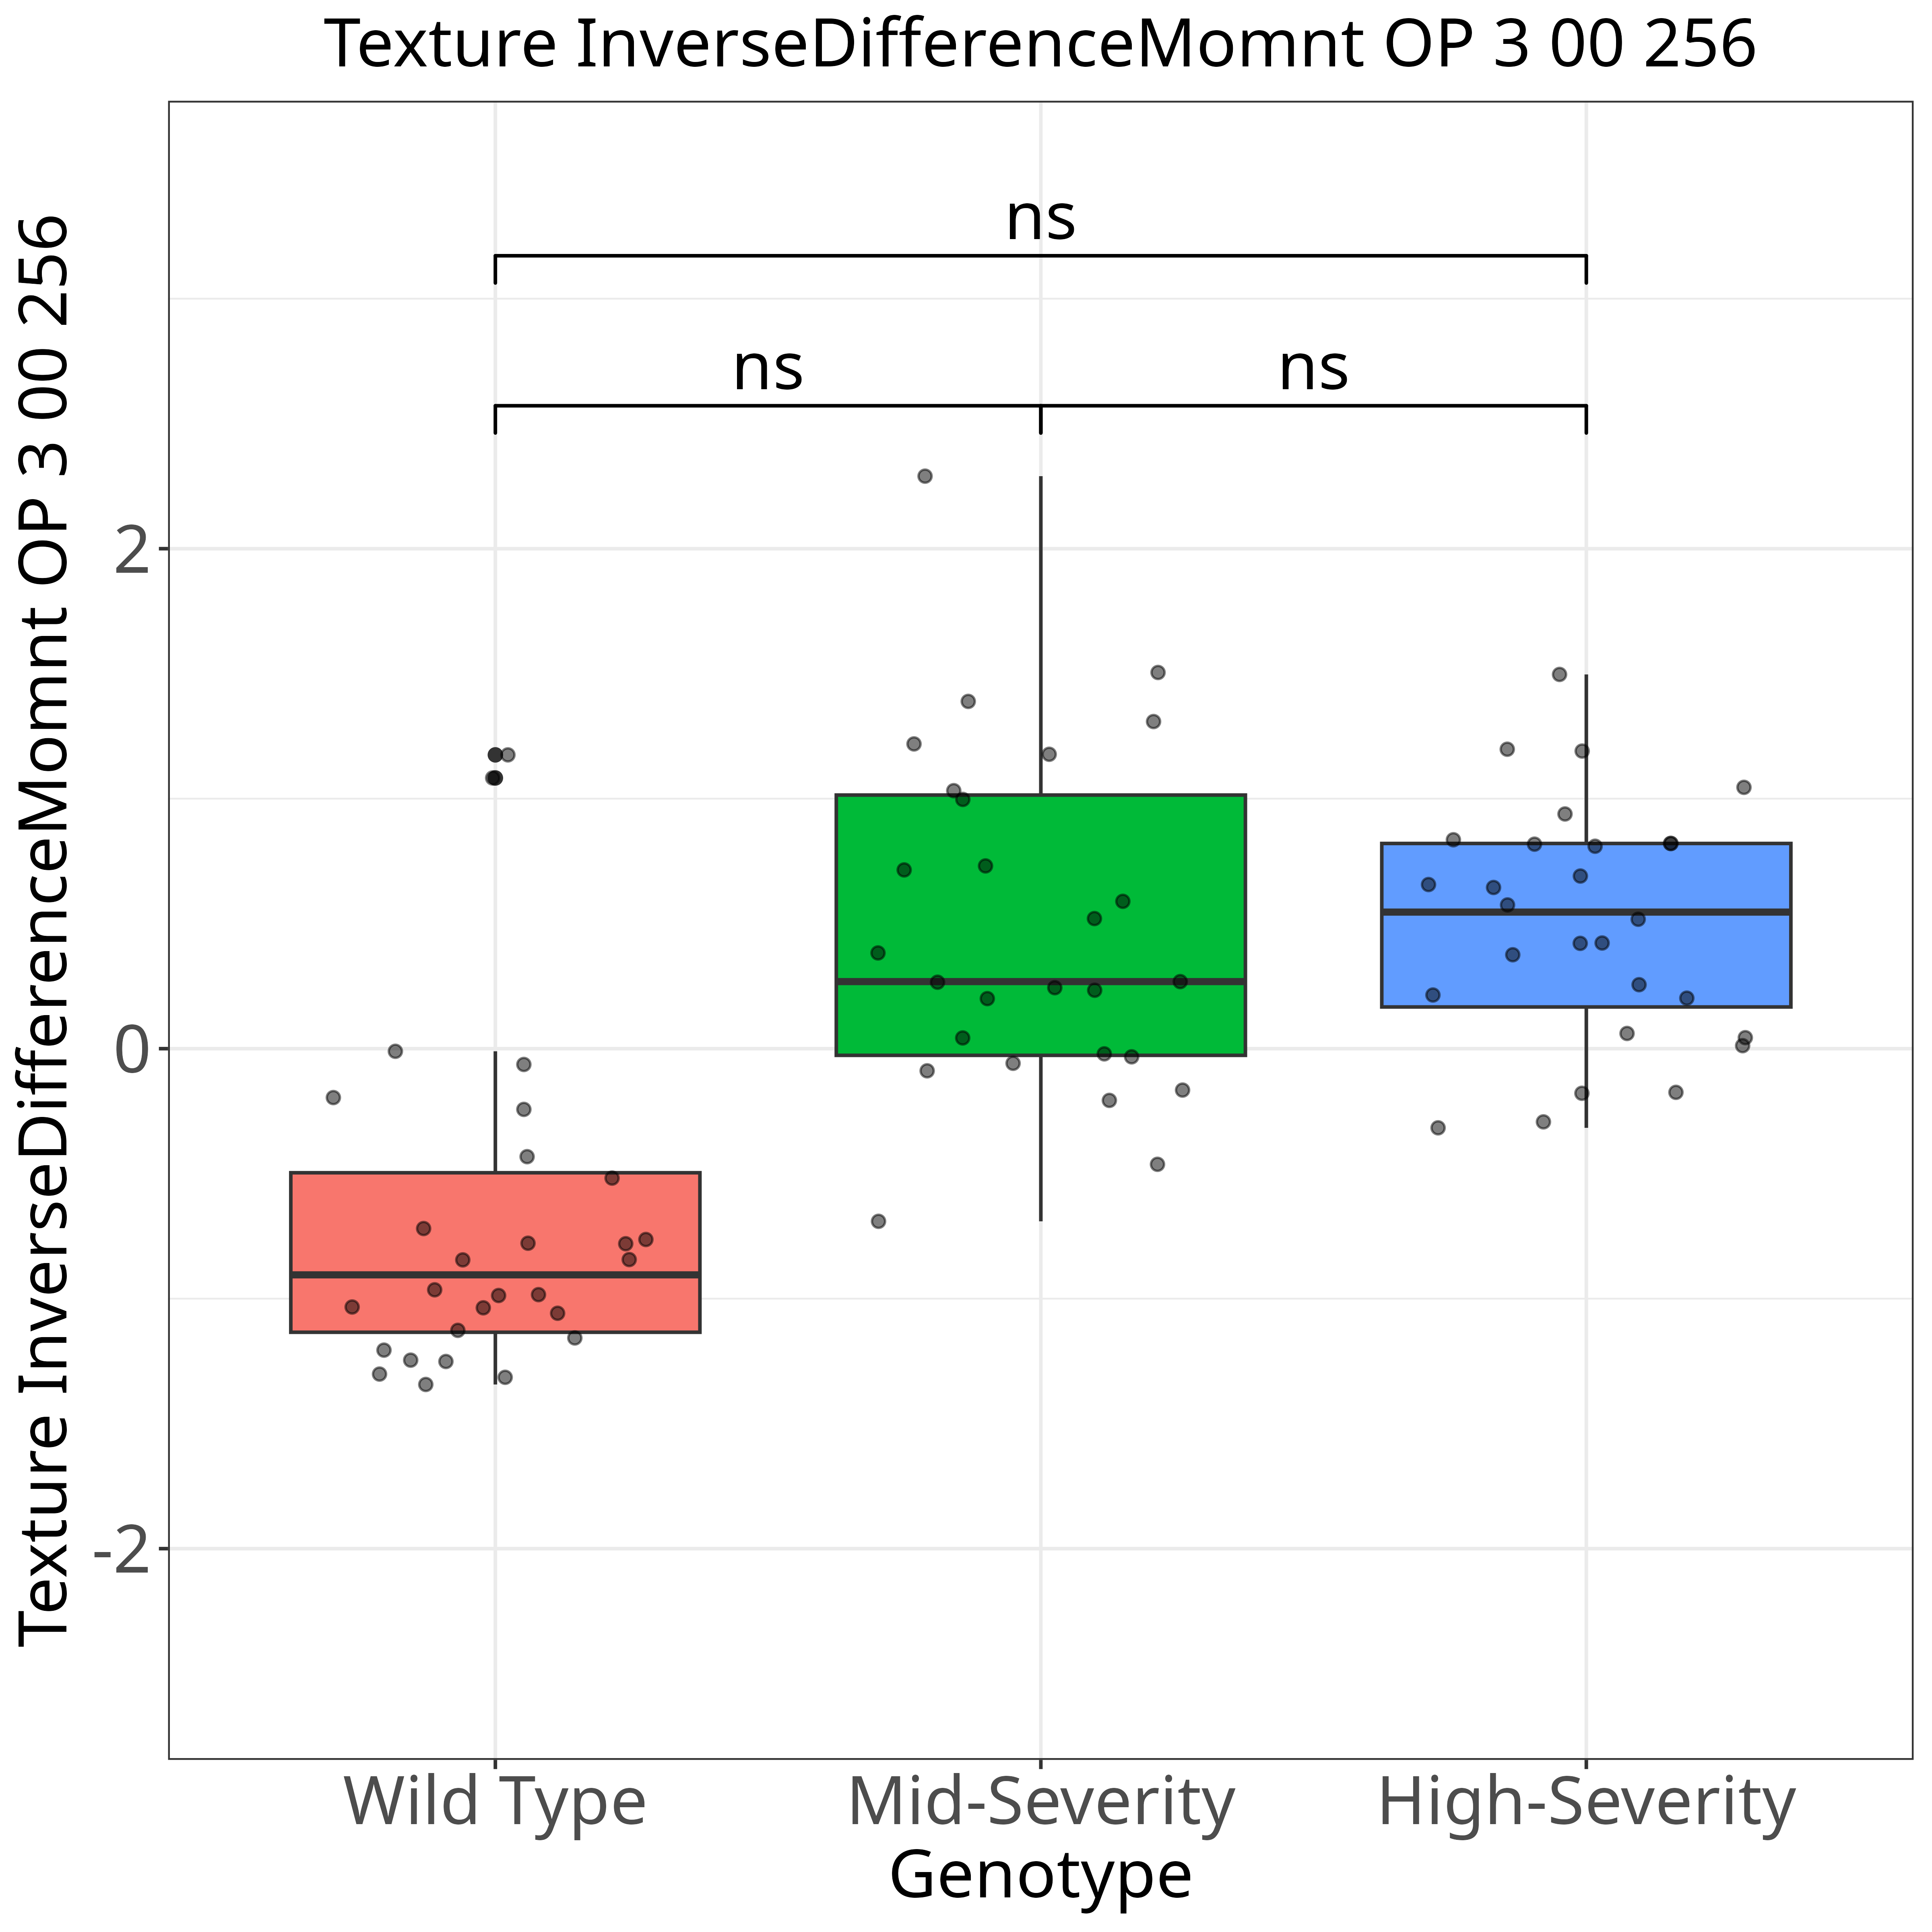 Texture InverseDifferenceMomnt OP 3 00 256
Texture InverseDifferenceMomnt OP 3 00 256
ns
ns ns
2
0
-2
Wild Type Mid-Severity High-Severity
Genotype